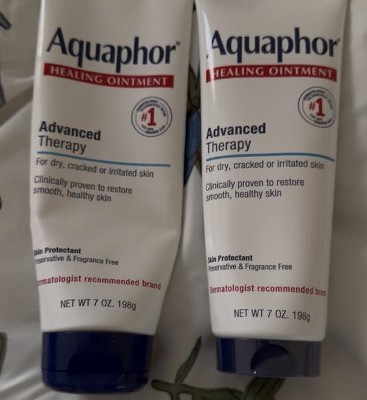 Aquaphor®
HEALING OINTMENT
#1
Advanced
Therapy
For dry, cracked or irritated skin
Clinically proven to restore
smooth, healthy skin
Skin Protectant
Preservative & Fragrance Free
Dermatologist recommended brand
NET WT 7 OZ. 198g
Aquaphor®
HEALING OINTMENT
#1
Advanced
Therapy
For dry, cracked or irritated skin
Clinically proven to restore
smooth, healthy skin
Skin Protectant
Preservative & Fragrance Free
Dermatologist recommended brand
NET WT 7 OZ. 198g